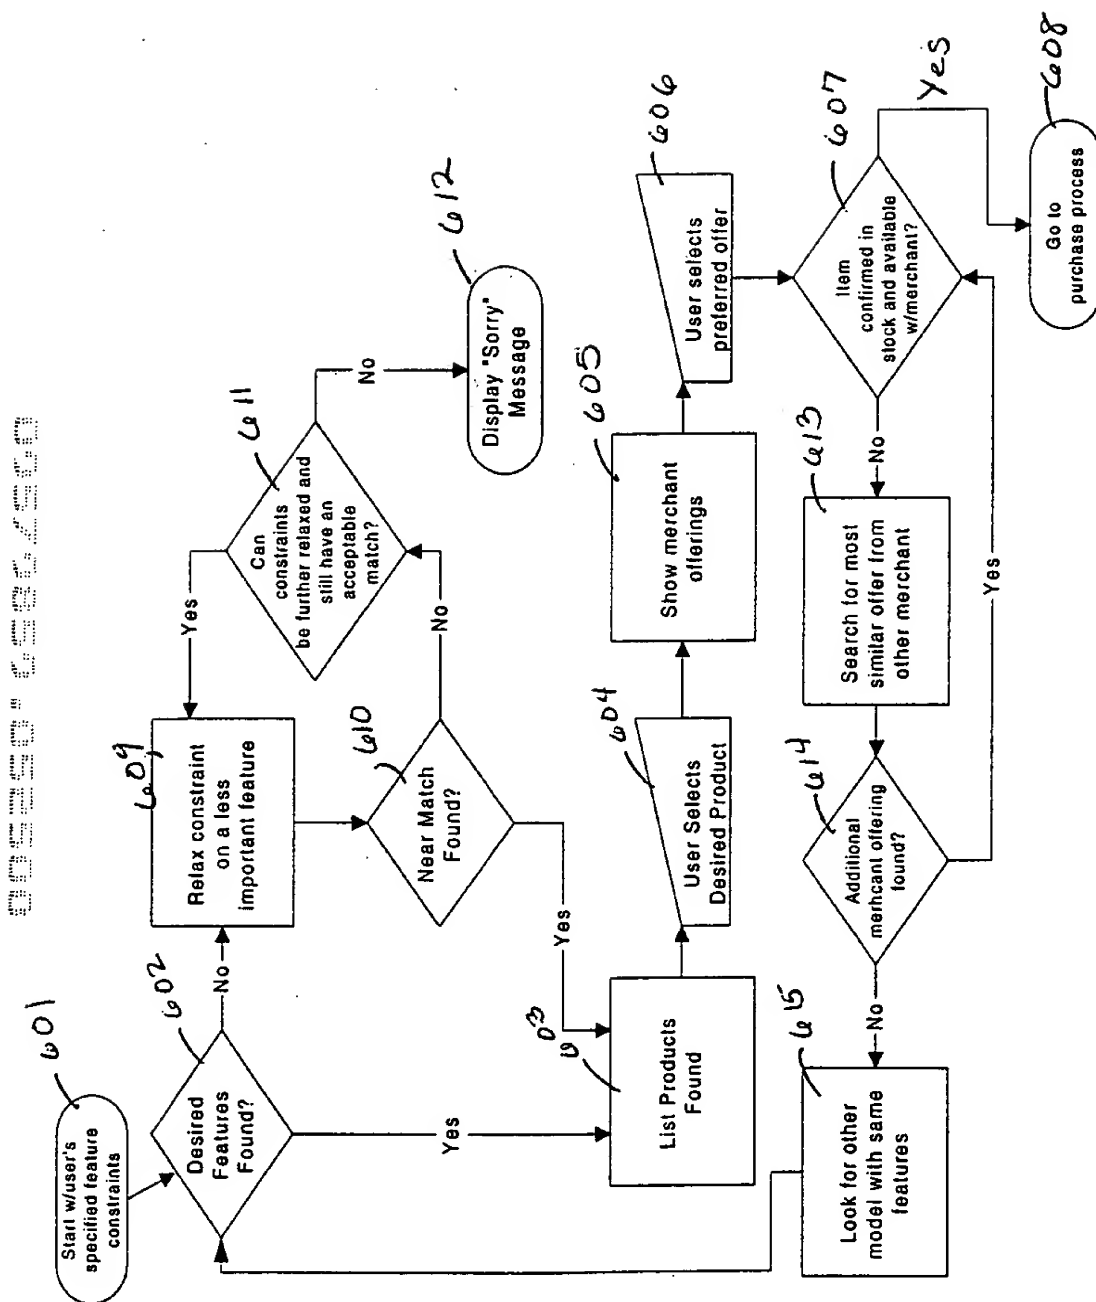 601
Start w/user's
specified feature
constraints
602
Desired
Features
Found?
No
Yes
609
Relax constraint
on a less
important feature
610
Near Match
Found?
No
Yes
611
Can
constraints
be further relaxed and
still have an
acceptable
match?
Yes
No
612
Display "Sorry"
Message
603
List Products
Found
604
User Selects
Desired Product
605
Show merchant
offerings
606
User selects
preferred offer
607
Item
confirmed in
stock and available
w/merchant?
Yes
608
Go to
purchase process
No
613
Search for most
similar offer from
other merchant
614
Additional
merhcant offering
found?
Yes
No
615
Look for other
model with same
features